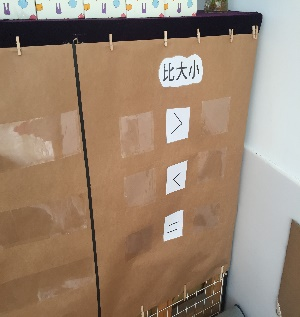 比大小
>
<
=